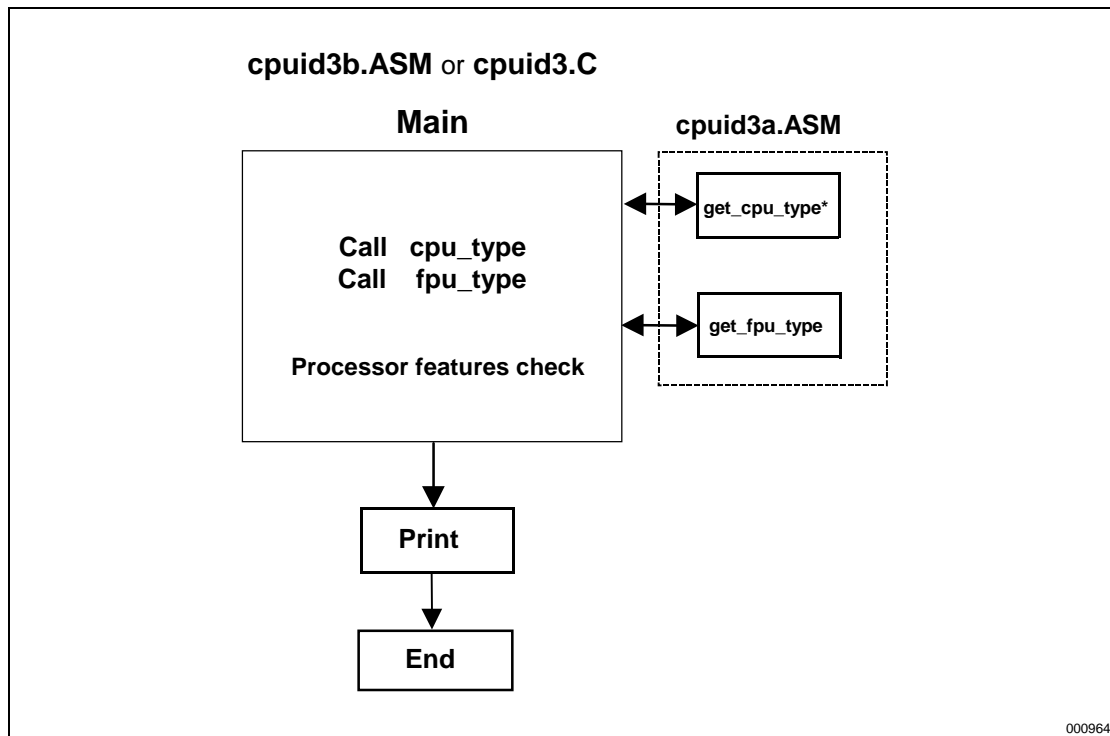 cpuid3b.ASM or cpuid3.C
Main
cpuid3a.ASM
get_cpu_type*
Call cpu_type
Call fpu_type
get_fpu_type
Processor features check
Print
End
000964